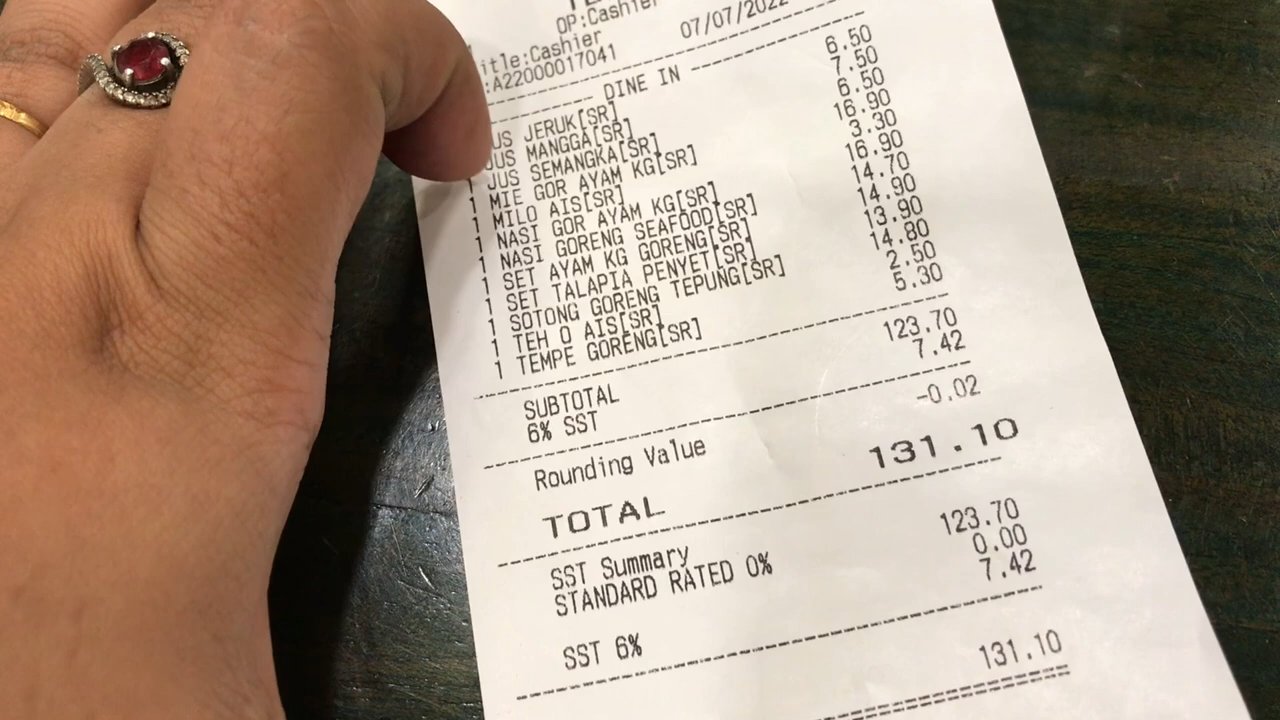 OP:Cashier
itle:Cashier 07/07/2022
:A22000017041
DINE IN
US JERUK[SR] 6.50
JUS MANGGA[SR] 7.50
1 JUS SEMANGKA[SR] 6.50
1 MIE GOR AYAM KG[SR] 16.90
1 MILO AIS[SR] 3.30
1 NASI GOR AYAM KG[SR] 16.90
1 NASI GORENG SEAFOOD[SR] 14.70
1 SET AYAM KG GORENG[SR] 14.90
1 SET TALAPIA PENYET[SR] 13.90
1 SOTONG GORENG TEPUNG[SR] 14.80
1 TEH O AIS[SR] 2.50
1 TEMPE GORENG[SR] 5.30
SUBTOTAL 123.70
6% SST 7.42
Rounding Value -0.02
TOTAL 131.10
SST Summary 123.70
STANDARD RATED 0% 0.00
SST 6% 7.42
131.10